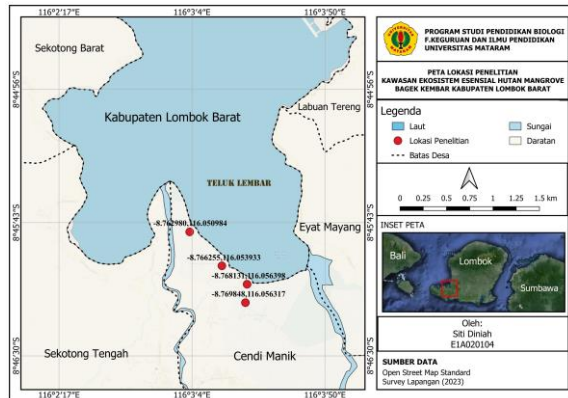 116°2'17"E
116°3'4"E
116°3'50"E
8°44'56"S
8°45'43"S
8°46'30"S
Sekotong Barat
Kabupaten Lombok Barat
Labuan Tereng
TELUK LEMBAR
-8.762980,116.050984
Eyat Mayang
-8.766255,116.053933
-8.768131,116.056398
-8.769848,116.056317
Sekotong Tengah
Cendi Manik
116°2'17"E
116°3'4"E
116°3'50"E
8°44'56"S
8°45'43"S
8°46'30"S
PROGRAM STUDI PENDIDIKAN BIOLOGI
F.KEGURUAN DAN ILMU PENDIDIKAN
UNIVERSITAS MATARAM
PETA LOKASI PENELITIAN
KAWASAN EKOSISTEM ESENSIAL HUTAN MANGROVE
BAGEK KEMBAR KABUPATEN LOMBOK BARAT
Legenda
Laut
Sungai
Lokasi Penelitian
Daratan
Batas Desa
0 0.25 0.5 0.75 1 1.25 1.5 km
INSET PETA
Bali
Lombok
Sumbawa
Oleh:
Siti Diniah
E1A020104
SUMBER DATA
Open Street Map Standard
Survey Lapangan (2023)